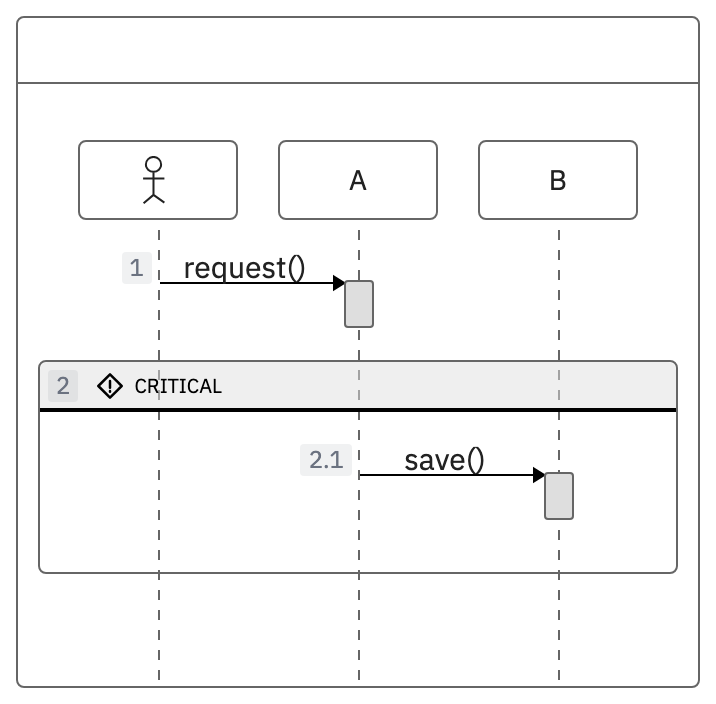 A
B
1
request()
2
CRITICAL
2.1
save()